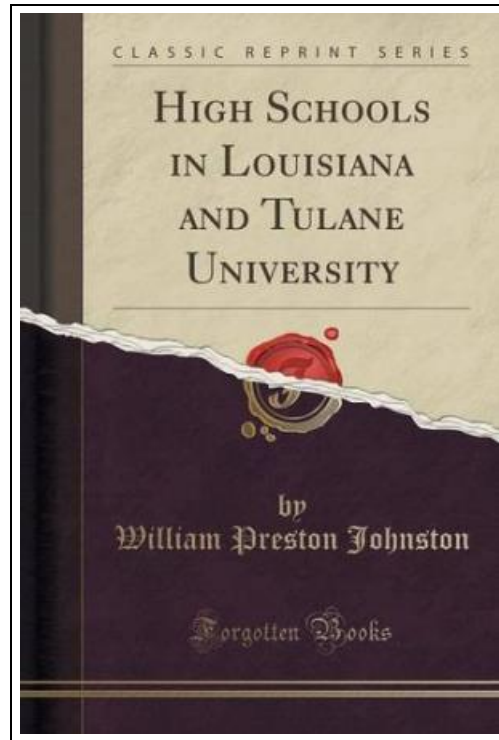 CLASSIC REPRINT SERIES
HIGH SCHOOLS
IN LOUISIANA
AND TULANE
UNIVERSITY
by
William Preston Johnston
Forgotten Books